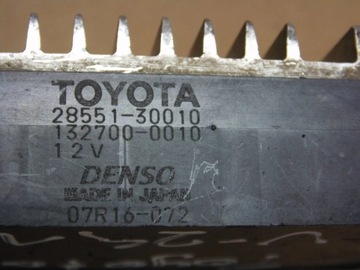 TOYOTA
28551-30010
132700-0010
12V
DENSO
MADE IN JAPAN
07R16-072